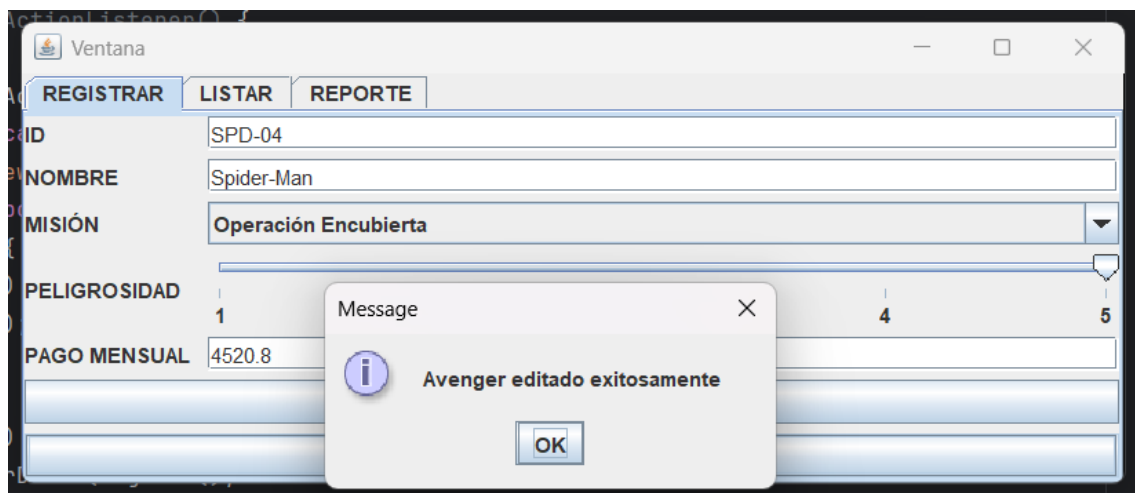 ActionListener() {
Ventana
REGISTRAR LISTAR REPORTE
ID SPD-04
NOMBRE Spider-Man
MISIÓN Operación Encubierta
PELIGROSIDAD
1 4 5
PAGO MENSUAL 4520.8
Message
Avenger editado exitosamente
OK